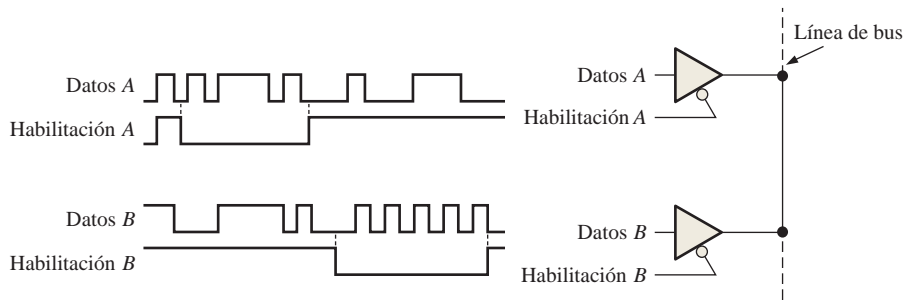 Línea de bus
Datos A
Habilitación A
Datos B
Habilitación B
Datos A
Habilitación A
Datos B
Habilitación B